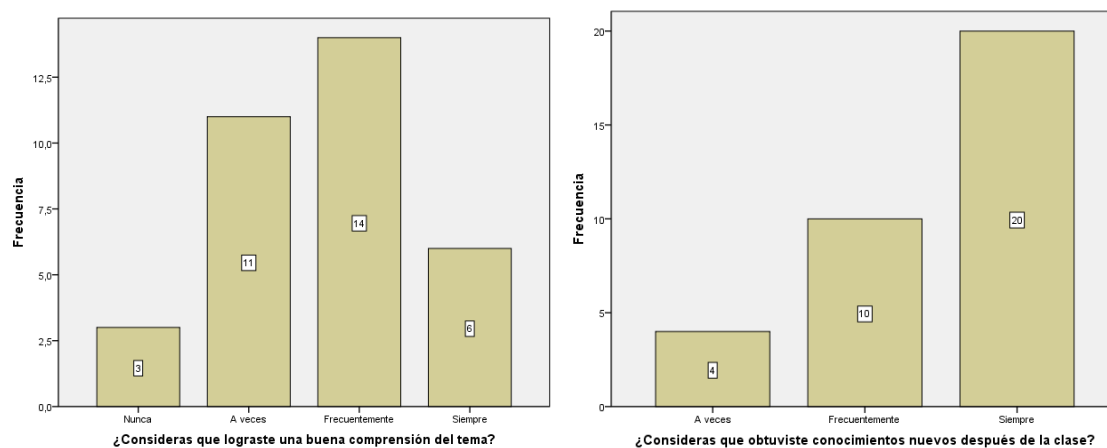 Frecuencia
12,5
10,0
7,5
5,0
2,5
0,0
3
11
14
6
Nunca
A veces
Frecuentemente
Siempre
¿Consideras que lograste una buena comprensión del tema?
Frecuencia
20
15
10
5
0
4
10
20
A veces
Frecuentemente
Siempre
¿Consideras que obtuviste conocimientos nuevos después de la clase?